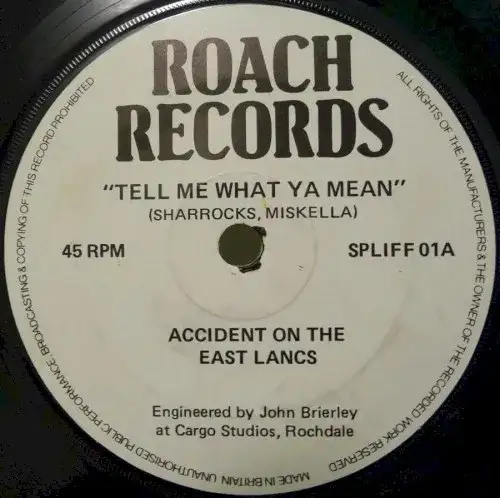 ROACH
RECORDS
"TELL ME WHAT YA MEAN"
(SHARROCKS, MISKELLA)
45 RPM
SPLIFF 01A
ACCIDENT ON THE
EAST LANCS
Engineered by John Brierley
at Cargo Studios, Rochdale
ALL RIGHTS OF THE MANUFACTURERS & THE OWNER OF THE RECORDED WORK RESERVED
MADE IN BRITAIN UNAUTHORISED PUBLIC PERFORMANCE, BROADCASTING & COPYING OF THIS RECORD PROHIBITED